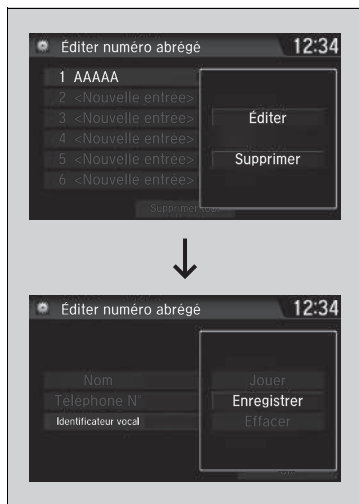 Éditer numéro abrégé 12:34
1 AAAAA
2 <Nouvelle entrée>
3 <Nouvelle entrée>
4 <Nouvelle entrée>
5 <Nouvelle entrée>
6 <Nouvelle entrée>
Éditer
Supprimer
Supprimer
Éditer numéro abrégé 12:34
Nom
Téléphone N°
Identificateur vocal
Jouer
Enregistrer
Effacer